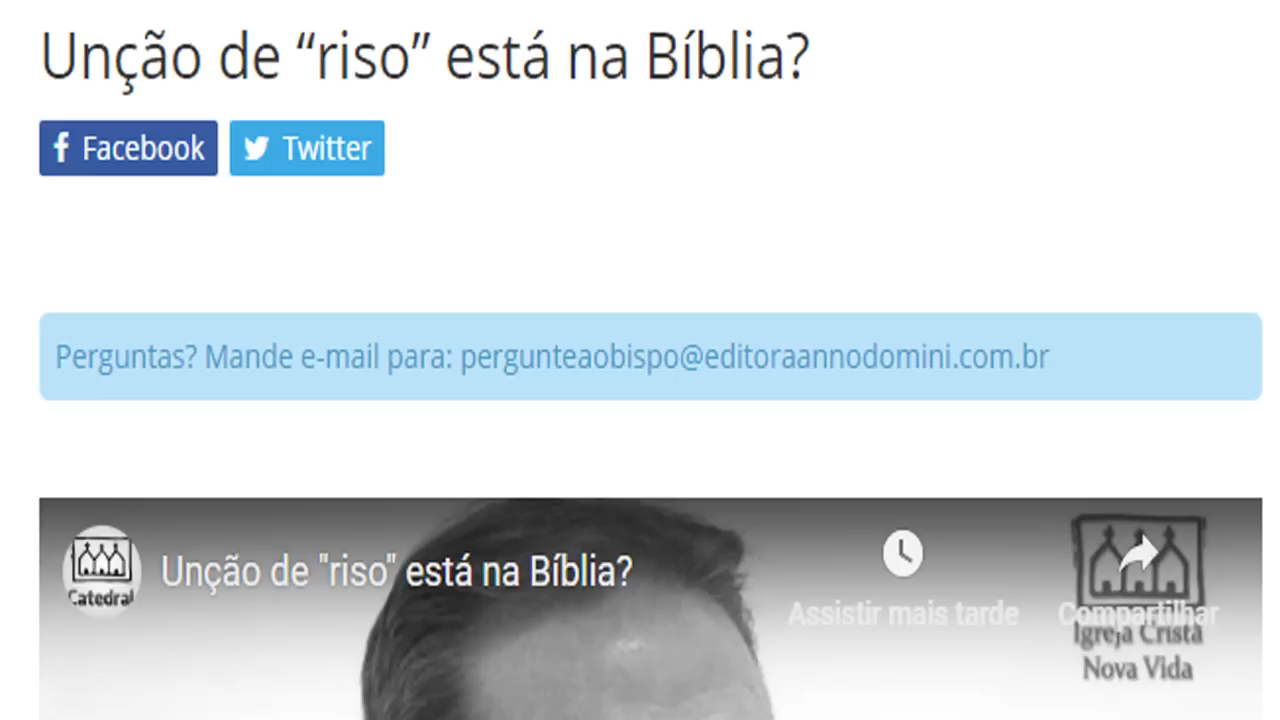 Unção de “riso” está na Bíblia?
Facebook
Twitter
Perguntas? Mande e-mail para: pergunteaobispo@editoraannodomini.com.br
Catedral
Unção de "riso" está na Bíblia?
Assistir mais tarde
Compartilhar
Igreja Cristã
Nova Vida